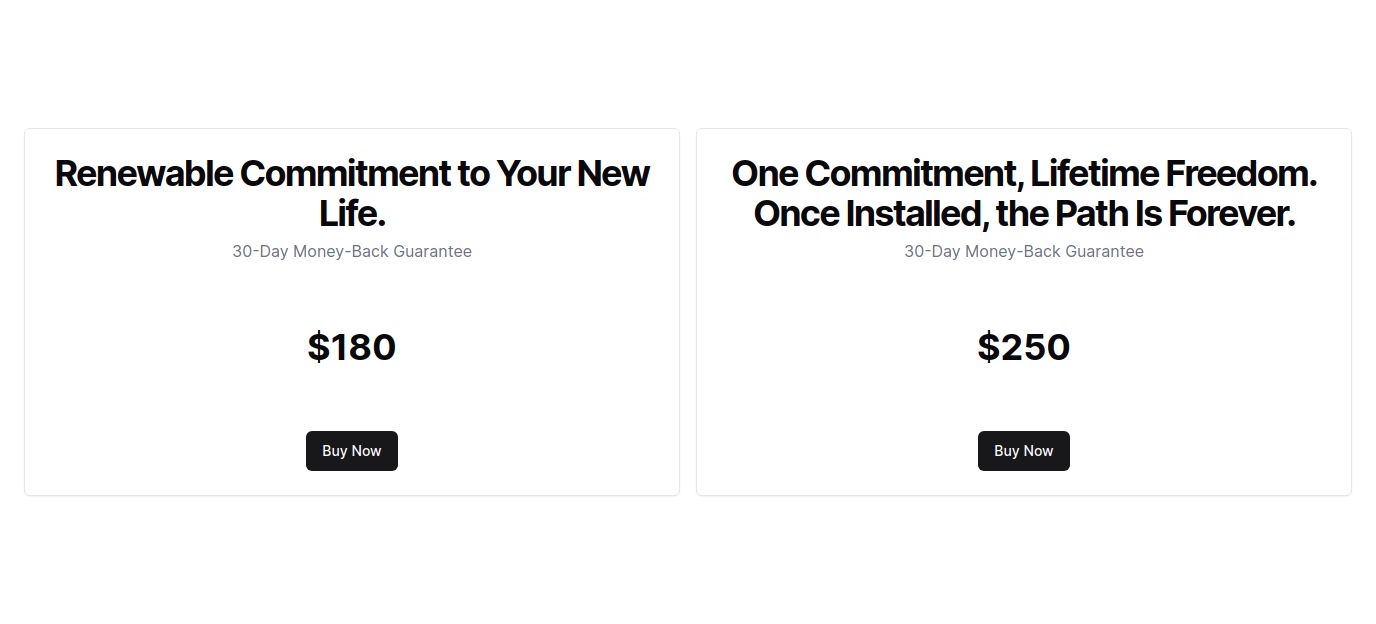 Renewable Commitment to Your New
Life.
30-Day Money-Back Guarantee
$180
Buy Now
One Commitment, Lifetime Freedom.
Once Installed, the Path Is Forever.
30-Day Money-Back Guarantee
$250
Buy Now